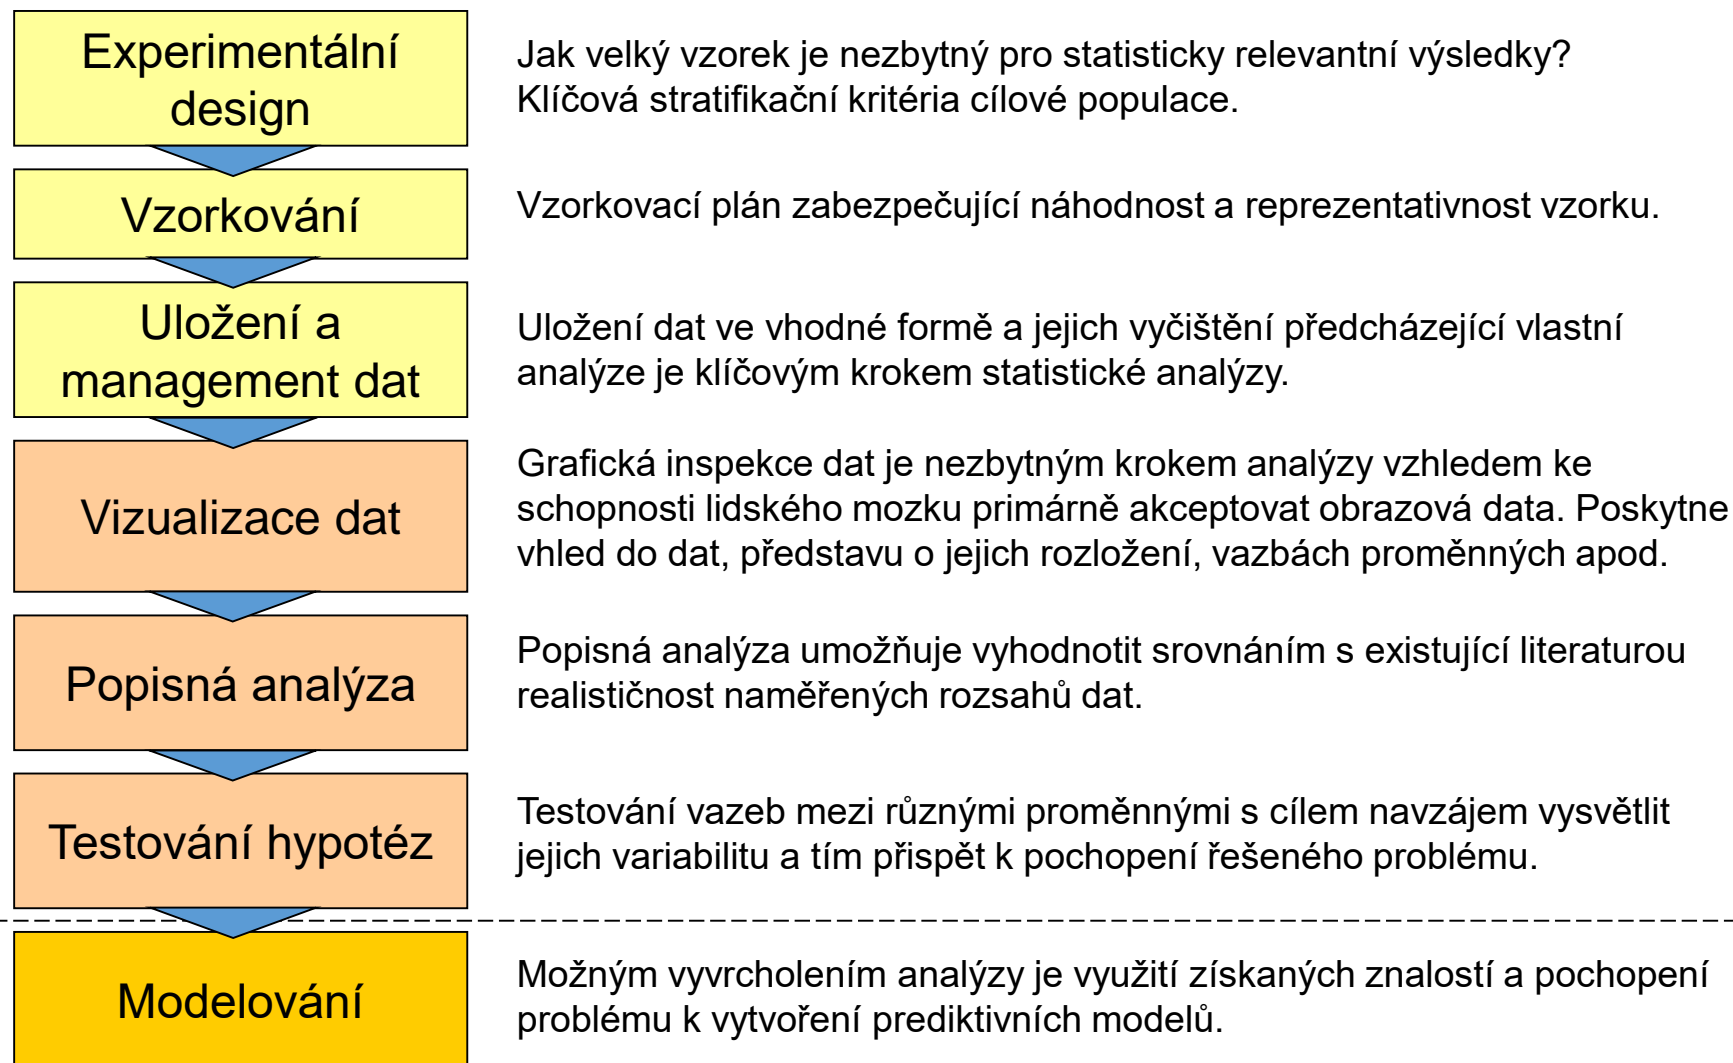 Experimentální
design
Jak velký vzorek je nezbytný pro statisticky relevantní výsledky?
Klíčová stratifikační kritéria cílové populace.
Vzorkování
Vzorkovací plán zabezpečující náhodnost a reprezentativnost vzorku.
Uložení a
management dat
Uložení dat ve vhodné formě a jejich vyčištění předcházející vlastní
analýze je klíčovým krokem statistické analýzy.
Vizualizace dat
Grafická inspekce dat je nezbytným krokem analýzy vzhledem ke
schopnosti lidského mozku primárně akceptovat obrazová data. Poskytne
vhled do dat, představu o jejich rozložení, vazbách proměnných apod.
Popisná analýza
Popisná analýza umožňuje vyhodnotit srovnáním s existující literaturou
realističnost naměřených rozsahů dat.
Testování hypotéz
Testování vazeb mezi různými proměnnými s cílem navzájem vysvětlit
jejich variabilitu a tím přispět k pochopení řešeného problému.
Modelování
Možným vyvrcholením analýzy je využití získaných znalostí a pochopení
problému k vytvoření prediktivních modelů.